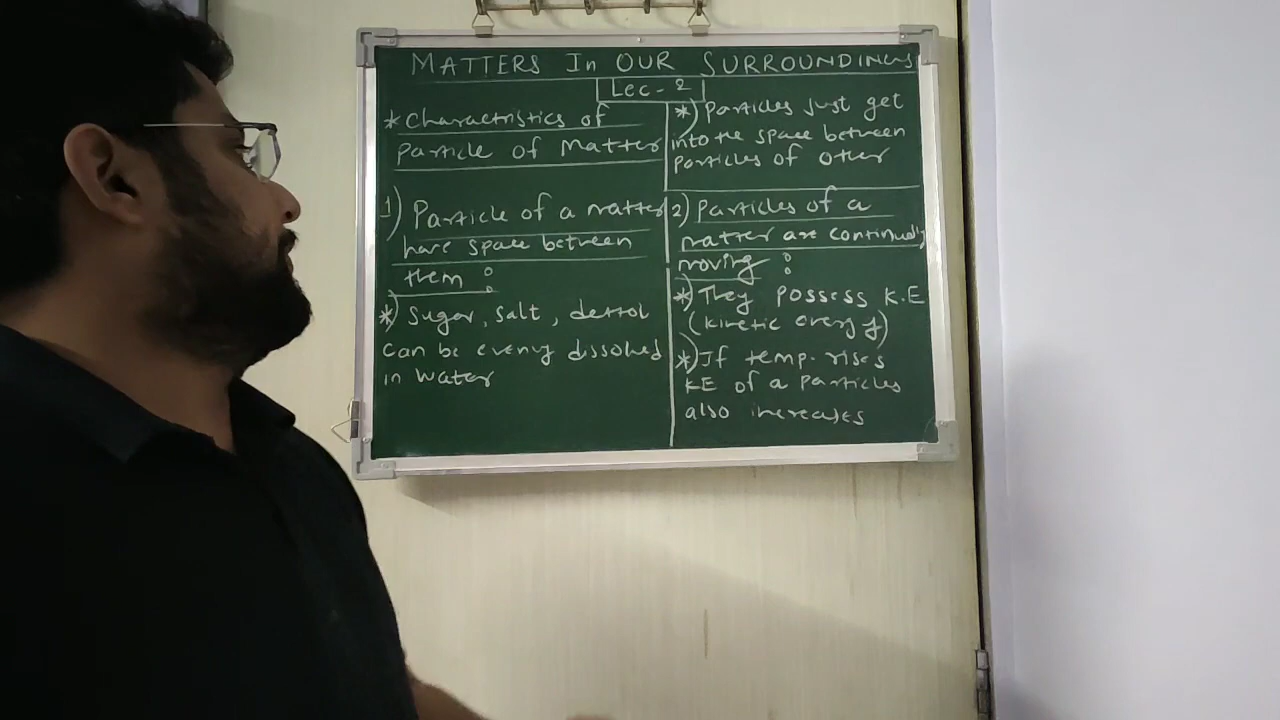 MATTERS In OUR SURROUNDINGS
Lec - 2
* Characteristics of
Particle of Matter
1) Particle of a matter
have space between
them :
*) Sugar, salt, dettol
can be evenly dissolved
in water
*) Particles just get
into the space between
particles of other
2) Particles of a
matter are continually
moving :
*) They possess K.E
(kinetic energy)
*) If temp. rises
KE of a particles
also increases